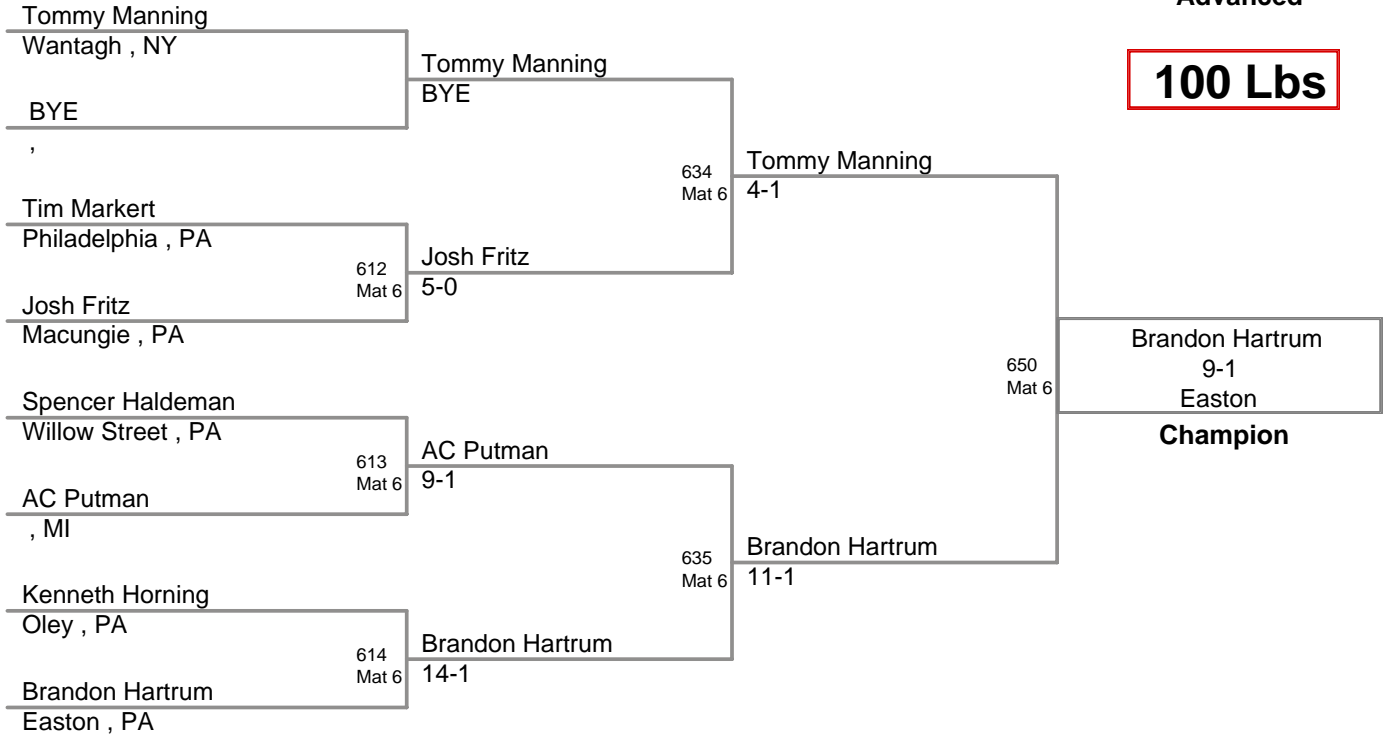 Advanced
Tommy Manning
Wantagh , NY
BYE
,
Tim Markert
Philadelphia , PA
Josh Fritz
Macungie , PA
Spencer Haldeman
Willow Street , PA
AC Putman
, MI
Kenneth Horning
Oley , PA
Brandon Hartrum
Easton , PA
612
Mat 6
613
Mat 6
614
Mat 6
Tommy Manning
BYE
Josh Fritz
5-0
AC Putman
9-1
Brandon Hartrum
14-1
634
Mat 6
635
Mat 6
Tommy Manning
4-1
Brandon Hartrum
11-1
650
Mat 6
100 Lbs
Brandon Hartrum
9-1
Easton
Champion